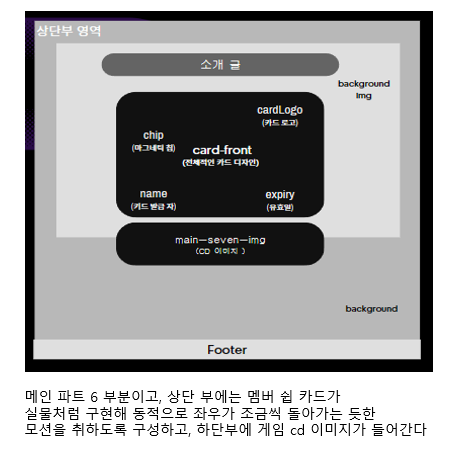 상단부 영역
소개 글
background
Img
cardLogo
(카드 로고)
chip
(마그네틱 칩)
card-front
(전체적인 카드 디자인)
name
(카드 발급 자)
expiry
(유효일)
main-seven-img
(CD 이미지 )
background
Footer
메인 파트 6 부분이고, 상단 부에는 멤버 쉽 카드가
실물처럼 구현해 동적으로 좌우가 조금씩 돌아가는 듯한
모션을 취하도록 구성하고, 하단부에 게임 cd 이미지가 들어간다